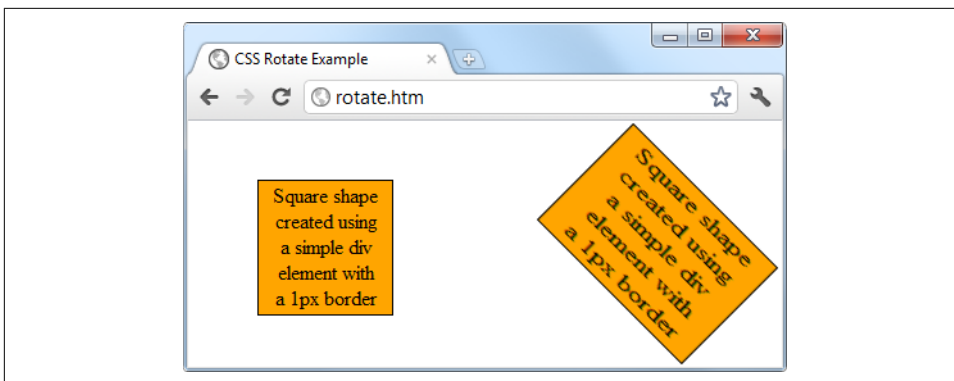 CSS Rotate Example
rotate.htm
Square shape
created using
a simple div
element with
a 1px border
Square shape
created using
a simple div
element with
a 1px border